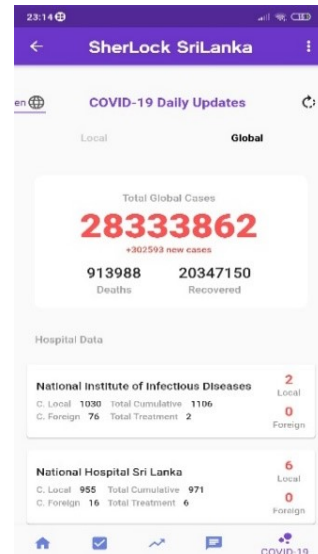 23:14
SherLock SriLanka
en
COVID-19 Daily Updates
Local Global
Total Global Cases
28333862
+302593 new cases
913988 20347150
Deaths Recovered
Hospital Data
National Institute of Infectious Diseases
C. Local 1030 Total Cumulative 1106
C. Foreign 76 Total Treatment 2
2
Local
0
Foreign
National Hospital Sri Lanka
C. Local 955 Total Cumulative 971
C. Foreign 16 Total Treatment 6
6
Local
0
Foreign
COVID-19